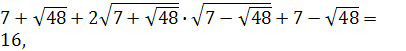 7 + √48 + 2√(7 + √48) · √(7 − √48) + 7 − √48 =
16,